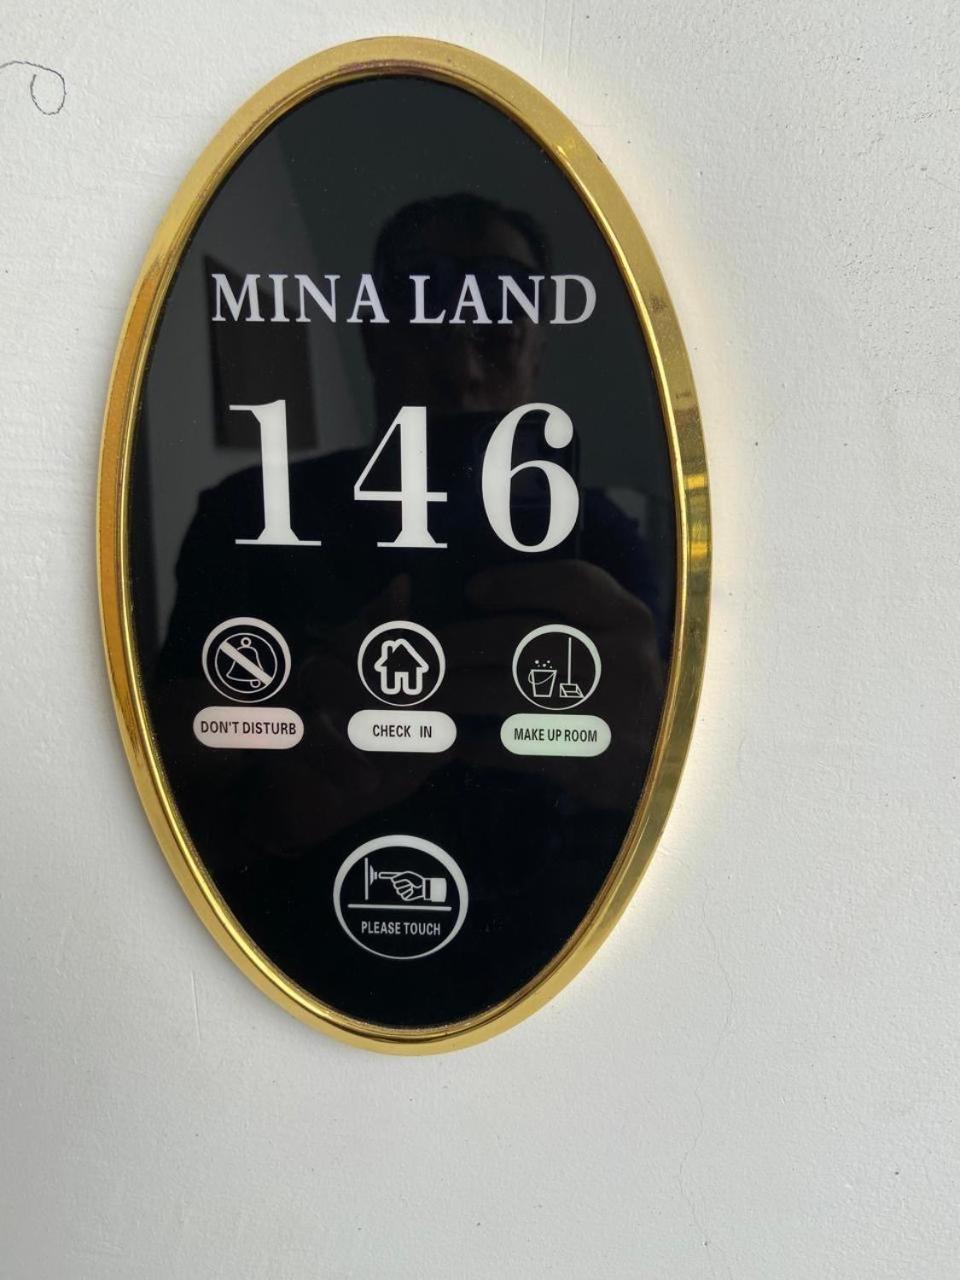 MINA LAND
146
DON'T DISTURB
CHECK IN
MAKE UP ROOM
PLEASE TOUCH